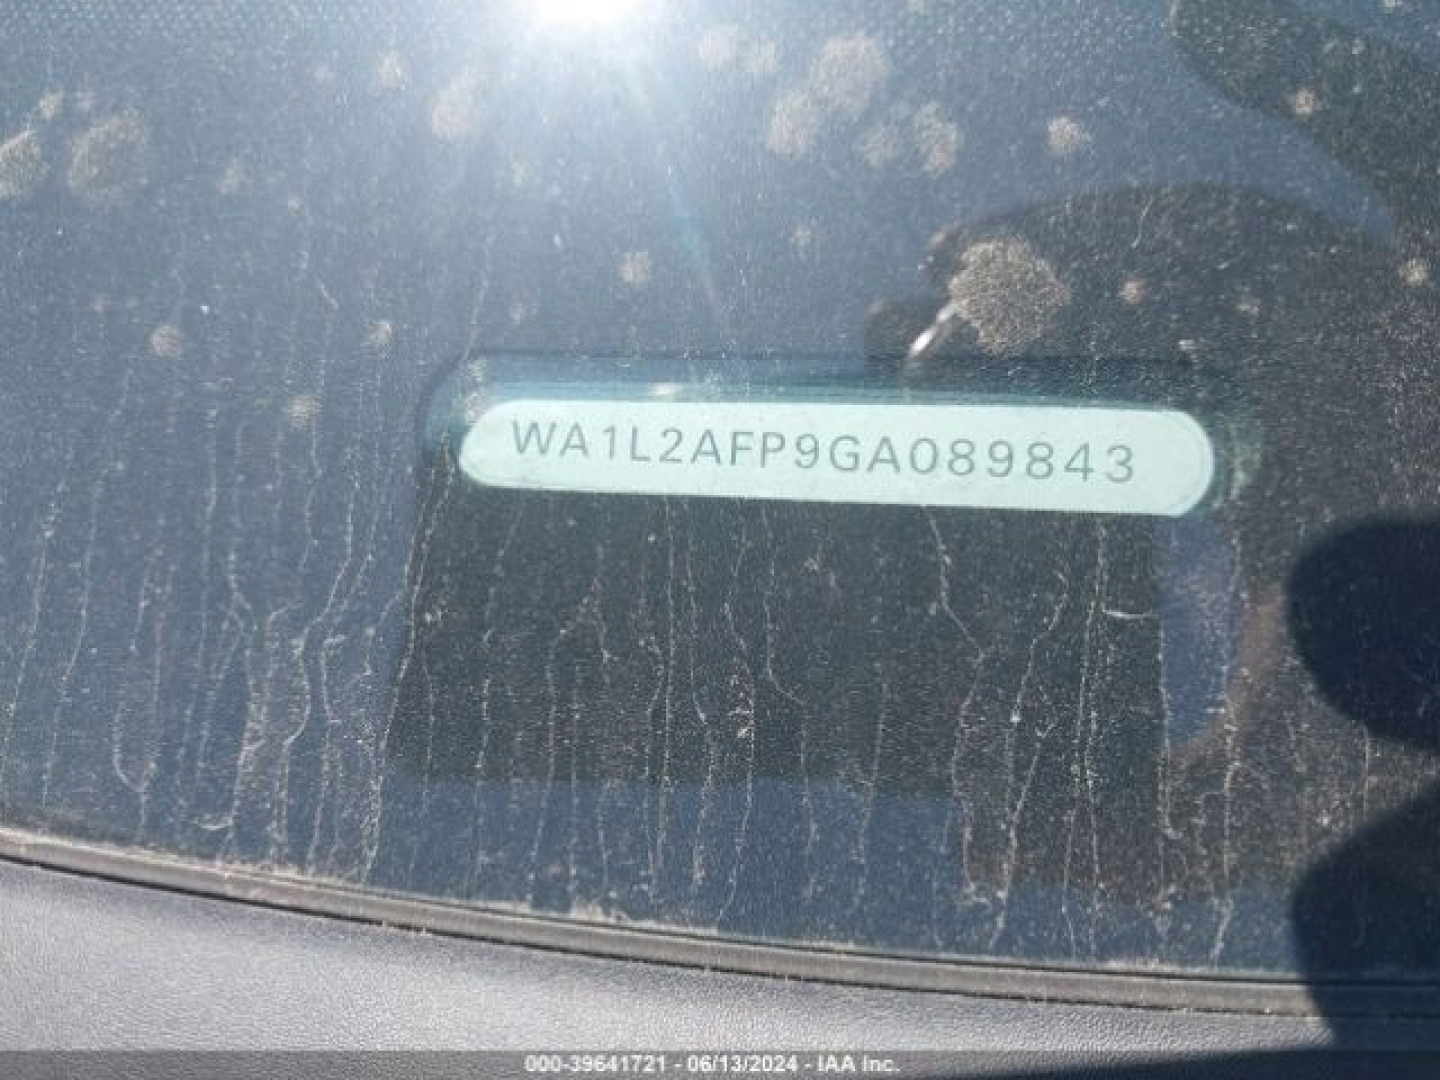 WA1L2AFP9GA089843
000-39641721 - 06/13/2024 - IAA Inc.